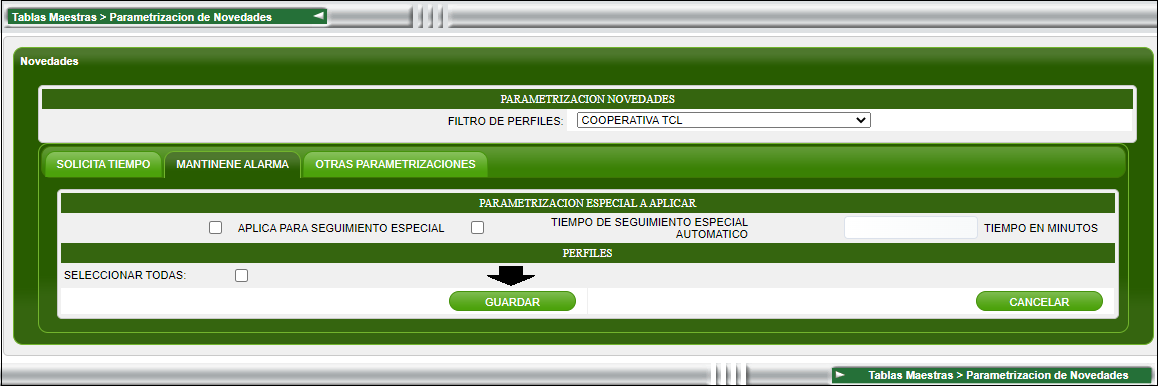 Tablas Maestras > Parametrizacion de Novedades
Novedades
PARAMETRIZACION NOVEDADES
FILTRO DE PERFILES: COOPERATIVA TCL
SOLICITA TIEMPO MANTINENE ALARMA OTRAS PARAMETRIZACIONES
PARAMETRIZACION ESPECIAL A APLICAR
APLICA PARA SEGUIMIENTO ESPECIAL TIEMPO DE SEGUIMIENTO ESPECIAL
AUTOMATICO TIEMPO EN MINUTOS
PERFILES
SELECCIONAR TODAS:
GUARDAR CANCELAR
Tablas Maestras > Parametrizacion de Novedades